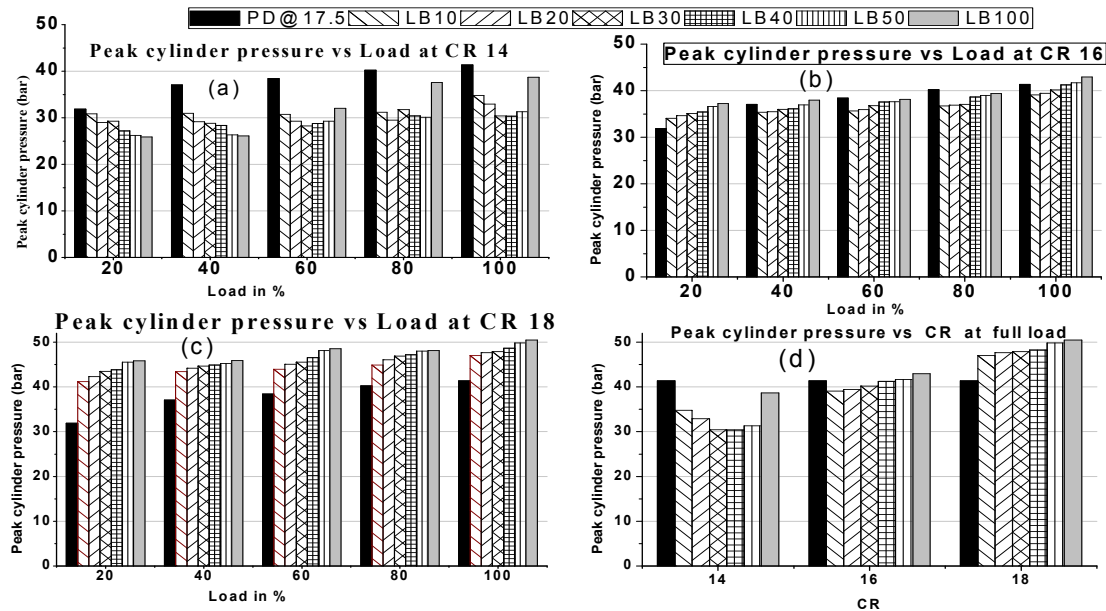 PD@17.5 LB10 LB20 LB30 LB40 LB50 LB100
Peak cylinder pressure vs Load at CR 14
(a)
Peak cylinder pressure (bar)
50
40
30
20
10
0
20 40 60 80 100
Load in %
Peak cylinder pressure vs Load at CR 16
(b)
Peak cylinder pressure (bar)
50
40
30
20
10
0
20 40 60 80 100
Load in %
Peak cylinder pressure vs Load at CR 18
(c)
Peak cylinder pressure (bar)
50
40
30
20
10
0
20 40 60 80 100
Load in %
Peak cylinder pressure vs CR at full load
(d)
Peak cylinder pressure (bar)
50
40
30
20
10
0
14 16 18
CR